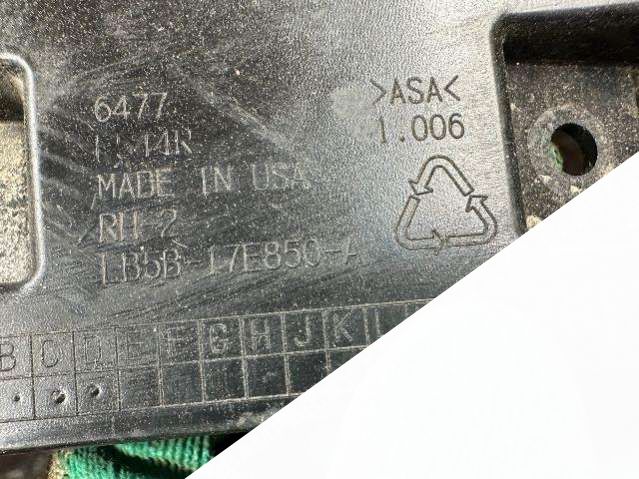 6477
>ASA<
1.006
MADE IN USA
RH-2
LB5B-17E850-A
B C D E F G H J K L